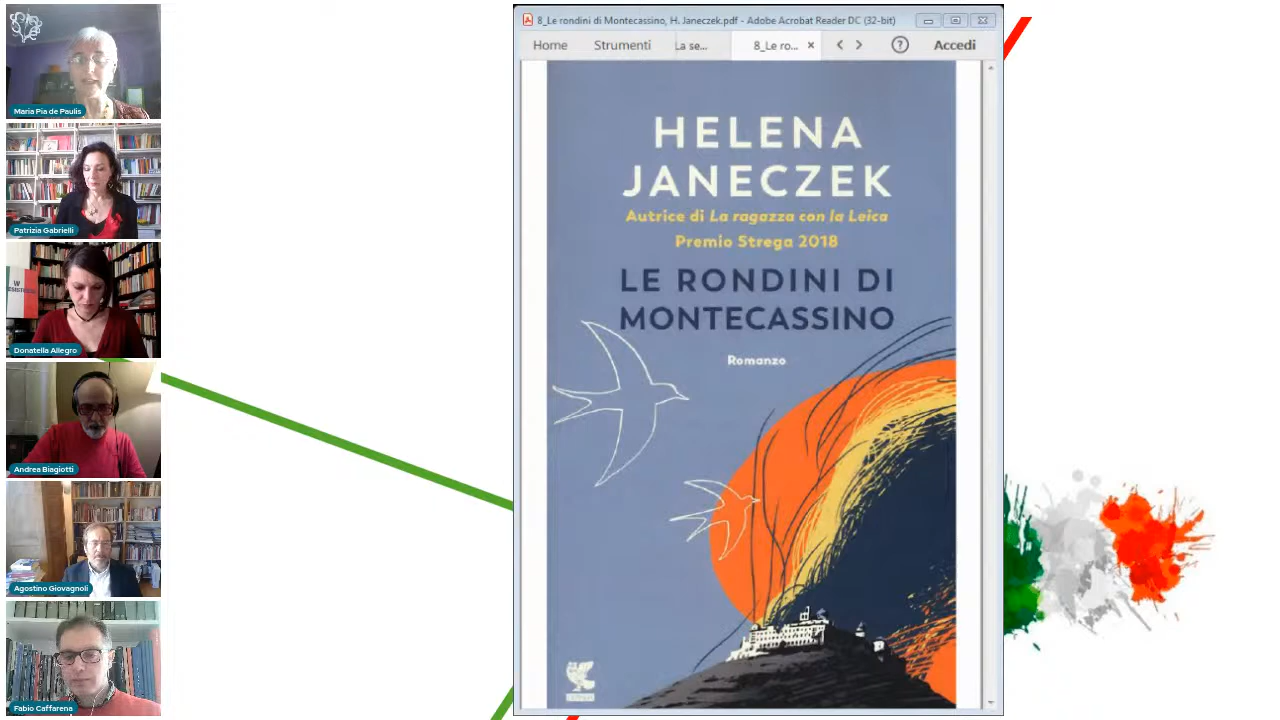 Maria Pia de Paulis
Patrizia Gabrielli
W
Donatella Allegro
Andrea Biagiotti
Agostino Giovagnoli
Fabio Caffarena
8_Le rondini di Montecassino, H. Janeczek.pdf - Adobe Acrobat Reader DC (32-bit)
Home Strumenti La se... 8_Le ro... × ? Accedi
HELENA
JANECZEK
Autrice di La ragazza con la Leica
Premio Strega 2018
LE RONDINI DI
MONTECASSINO
Romanzo